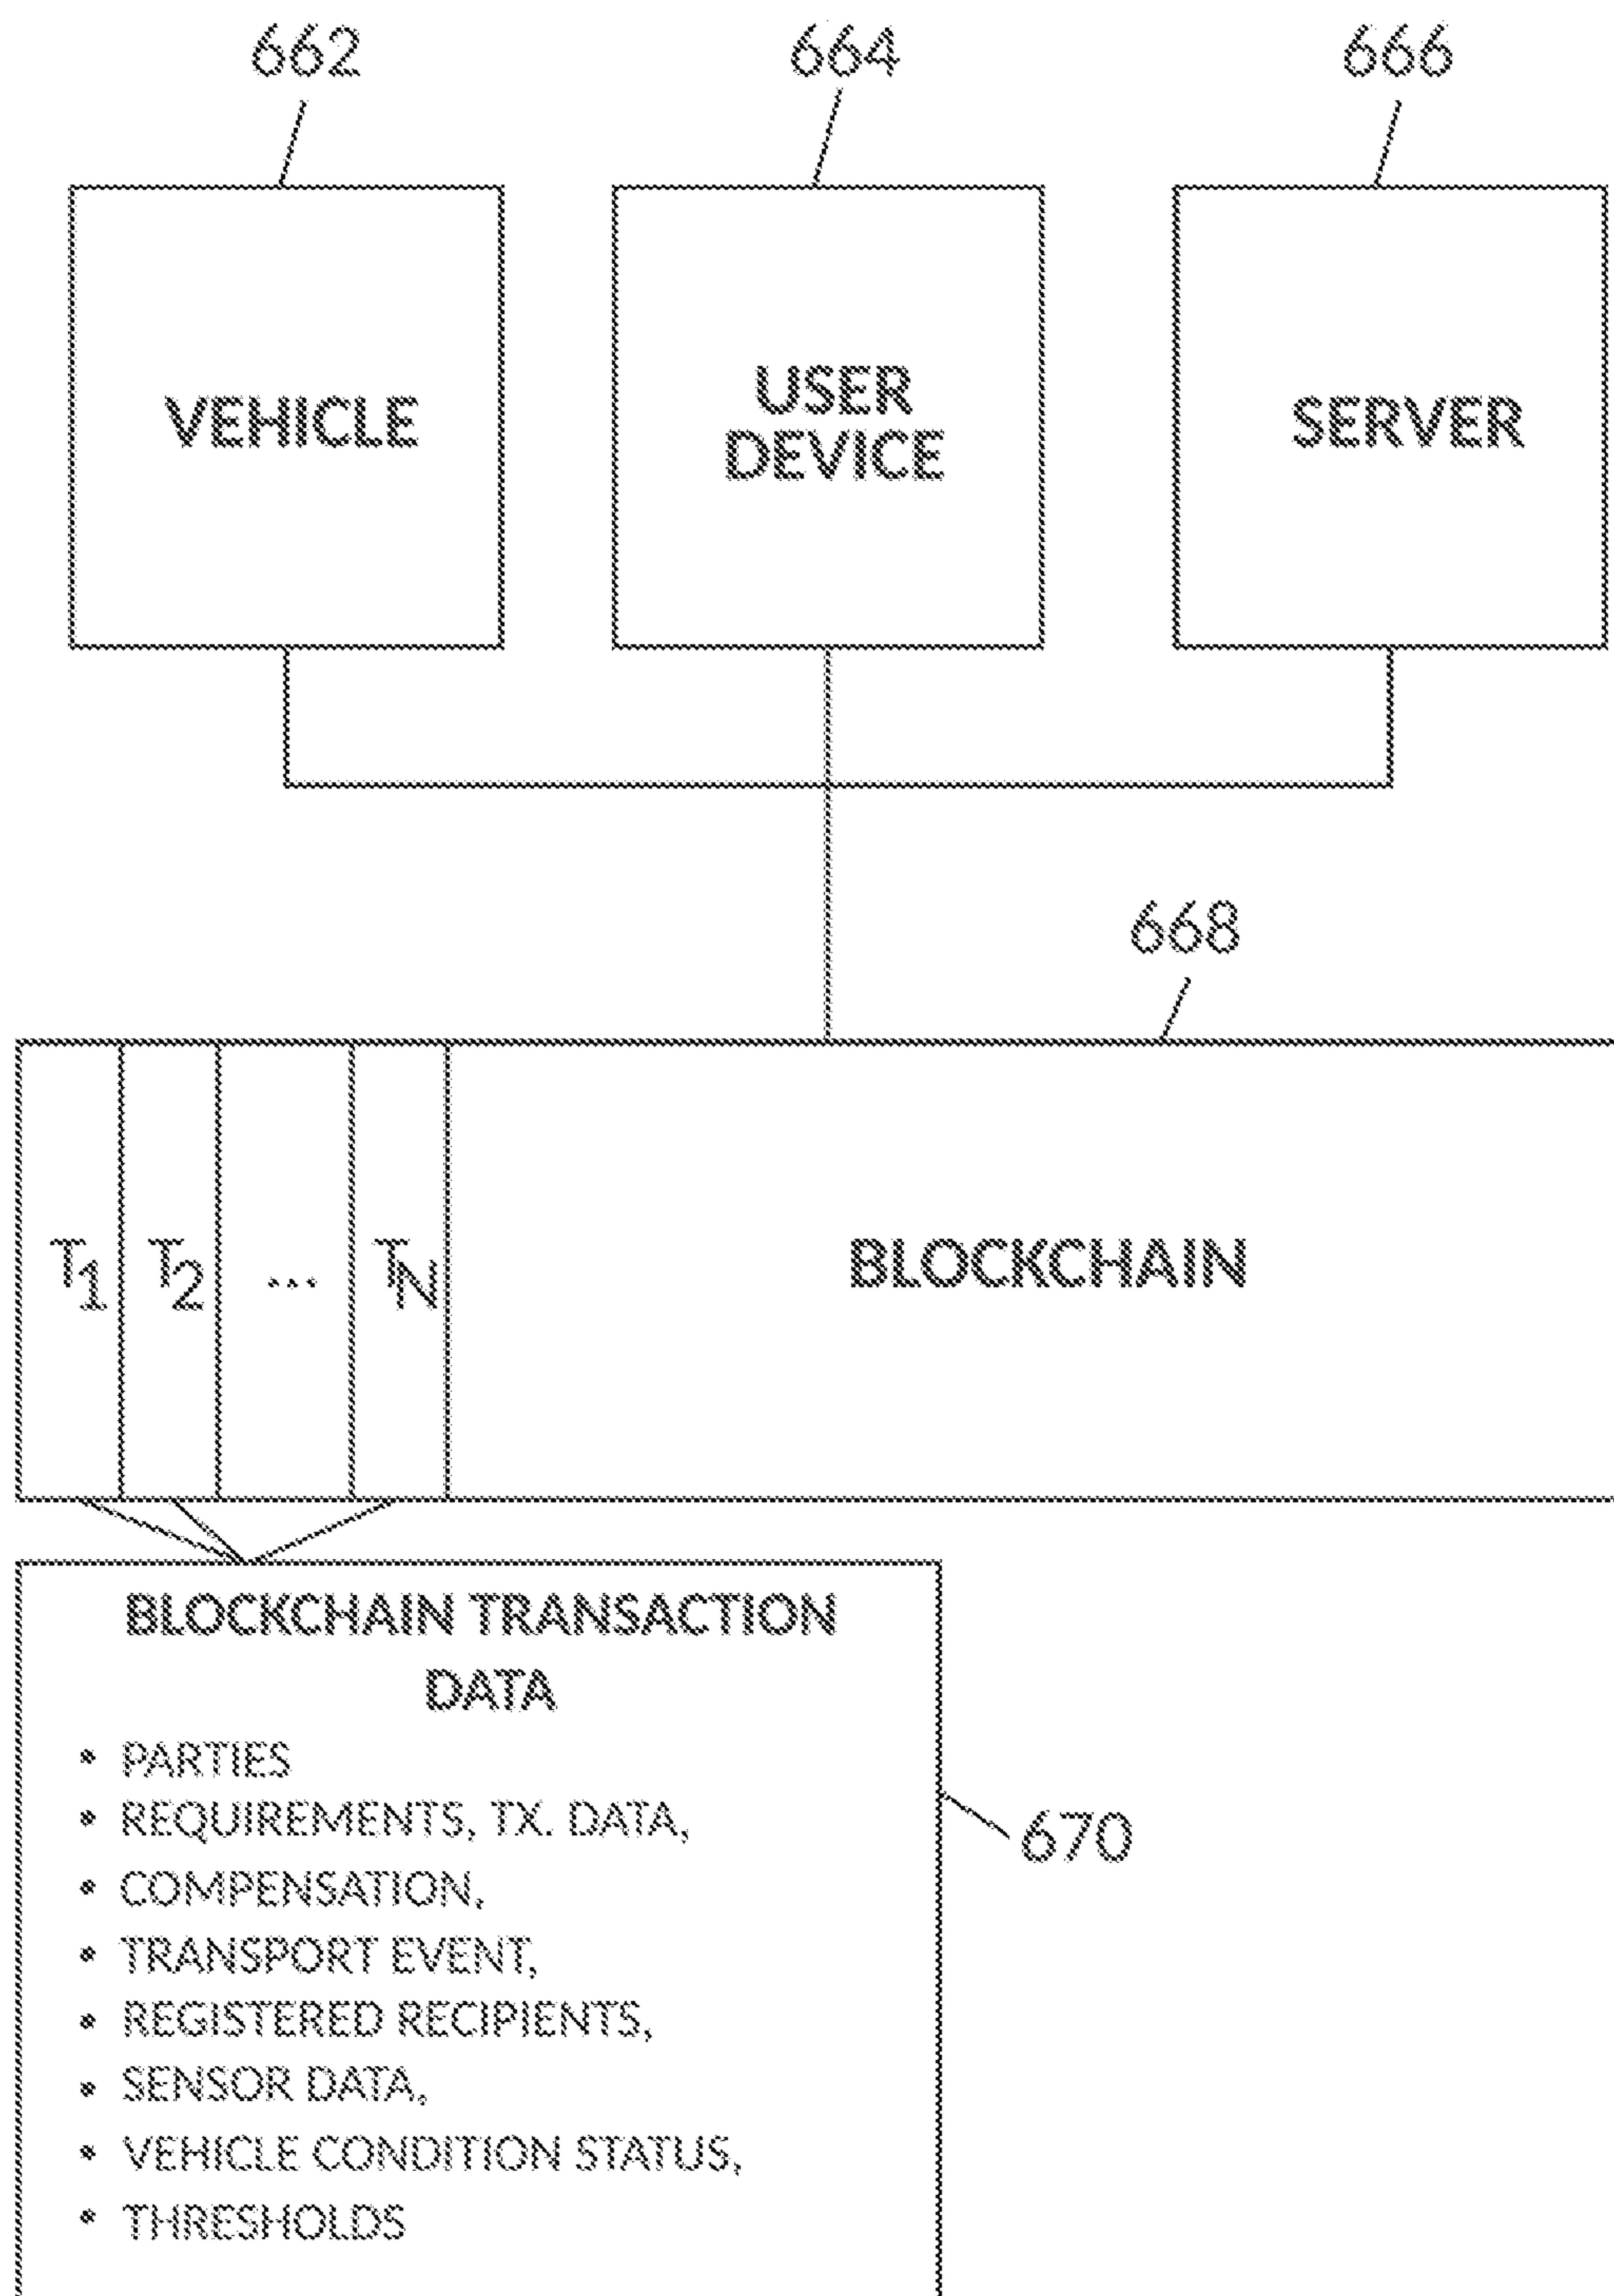 662 664 666
VEHICLE
USER
DEVICE
SERVER
668
T1 T2 ... TN BLOCKCHAIN
BLOCKCHAIN TRANSACTION
DATA
• PARTIES
• REQUIREMENTS, TX. DATA,
• COMPENSATION,
• TRANSPORT EVENT,
• REGISTERED RECIPIENTS,
• SENSOR DATA,
• VEHICLE CONDITION STATUS,
• THRESHOLDS
670